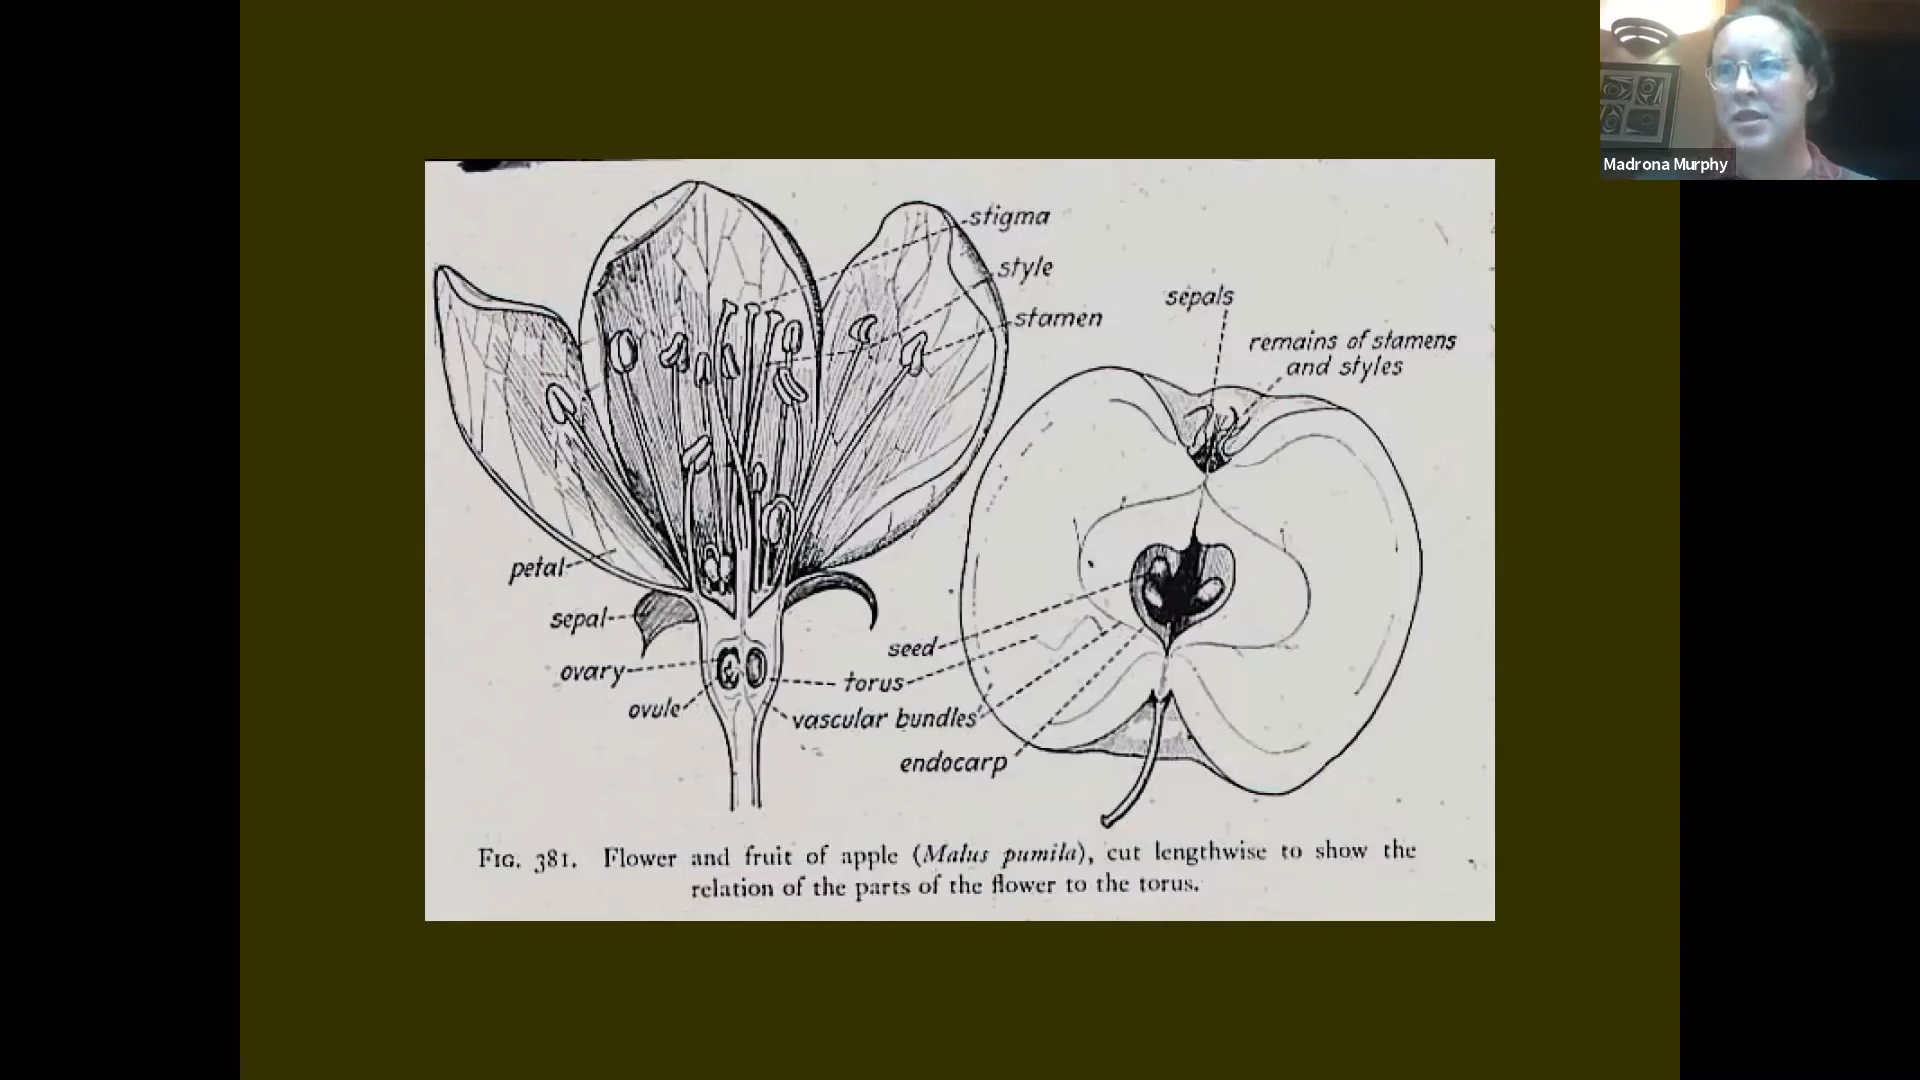 Madrona Murphy
stigma
style
stamen
sepals
remains of stamens
and styles
petal
sepal
ovary
ovule
seed
torus
vascular bundles
endocarp
FIG. 381. Flower and fruit of apple (Malus pumila), cut lengthwise to show the
relation of the parts of the flower to the torus.